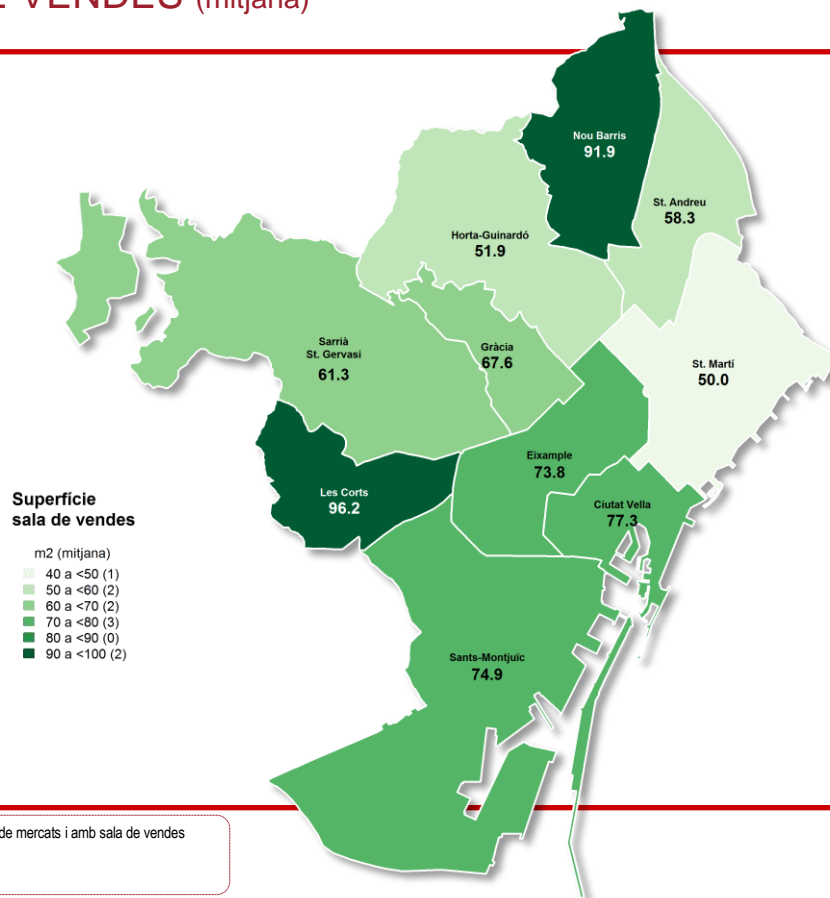 VENDES (mitjana)
Nou Barris
91.9
St. Andreu
58.3
Horta-Guinardó
51.9
Sarrià
St. Gervasi
61.3
Gràcia
67.6
St. Martí
50.0
Eixample
73.8
Les Corts
96.2
Ciutat Vella
77.3
Sants-Montjuïc
74.9
Superfície
sala de vendes
m2 (mitjana)
40 a <50 (1)
50 a <60 (2)
60 a <70 (2)
70 a <80 (3)
80 a <90 (0)
90 a <100 (2)
de mercats i amb sala de vendes